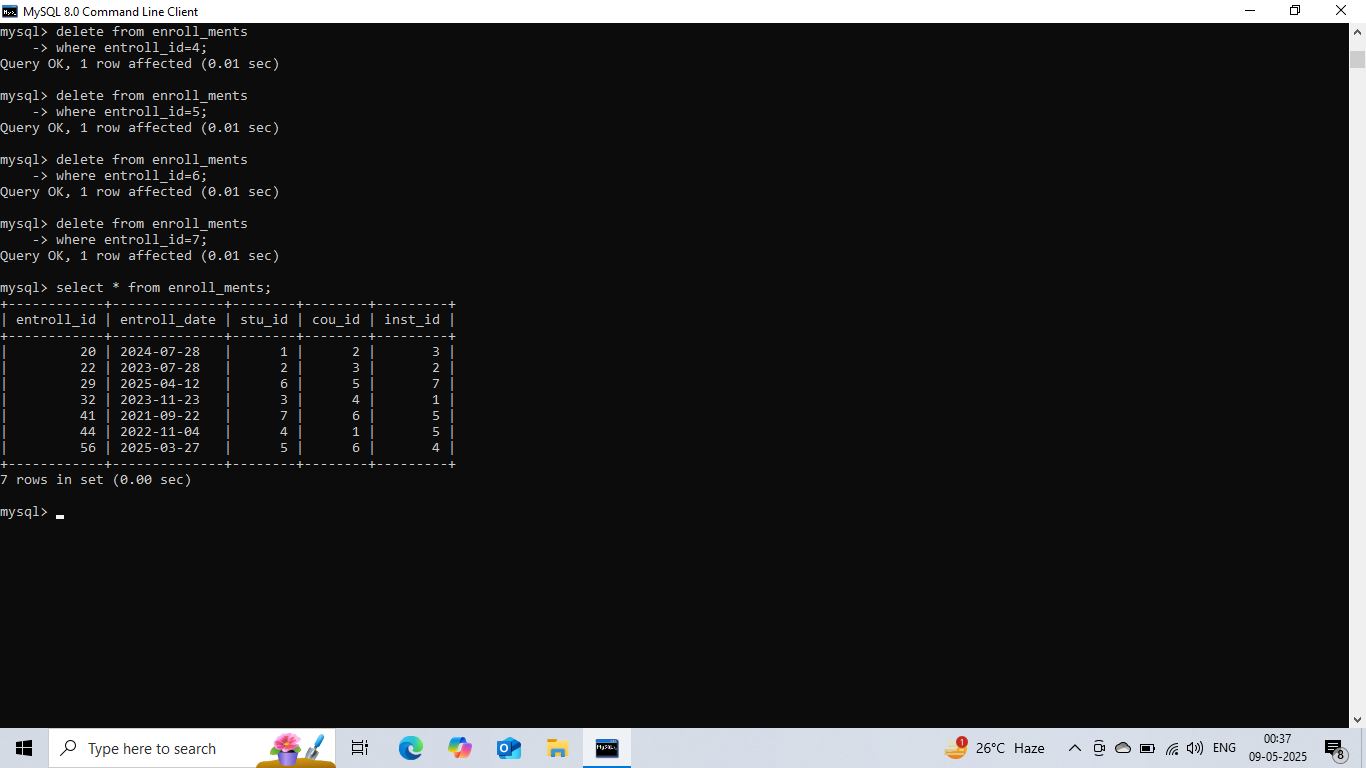 MySQL 8.0 Command Line Client
mysql> delete from enroll_ments
    -> where entroll_id=4;
Query OK, 1 row affected (0.01 sec)
mysql> delete from enroll_ments
    -> where entroll_id=5;
Query OK, 1 row affected (0.01 sec)
mysql> delete from enroll_ments
    -> where entroll_id=6;
Query OK, 1 row affected (0.01 sec)
mysql> delete from enroll_ments
    -> where entroll_id=7;
Query OK, 1 row affected (0.01 sec)
mysql> select * from enroll_ments;
+------------+--------------+--------+--------+---------+
| entroll_id | entroll_date | stu_id | cou_id | inst_id |
+------------+--------------+--------+--------+---------+
|         20 | 2024-07-28   |      1 |      2 |       3 |
|         22 | 2023-07-28   |      2 |      3 |       2 |
|         29 | 2025-04-12   |      6 |      5 |       7 |
|         32 | 2023-11-23   |      3 |      4 |       1 |
|         41 | 2021-09-22   |      7 |      6 |       5 |
|         44 | 2022-11-04   |      4 |      1 |       5 |
|         56 | 2025-03-27   |      5 |      6 |       4 |
+------------+--------------+--------+--------+---------+
7 rows in set (0.00 sec)
mysql>
Type here to search
1
26°C Haze
ENG
00:37
09-05-2025
8